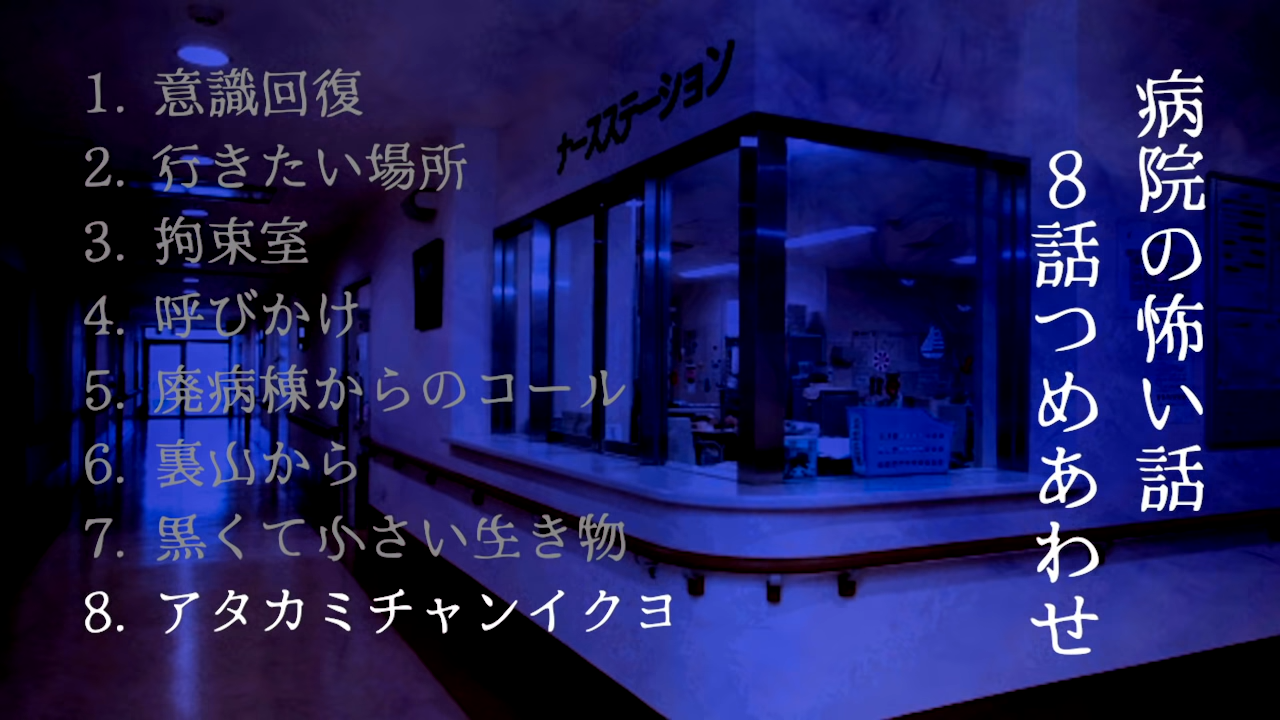 病院の怖い話
８話つめあわせ
ナースステーション
1. 意識回復
2. 行きたい場所
3. 拘束室
4. 呼びかけ
5. 廃病棟からのコール
6. 裏山から
7. 黒くて小さい生き物
8. アタカミチャンイクヨ